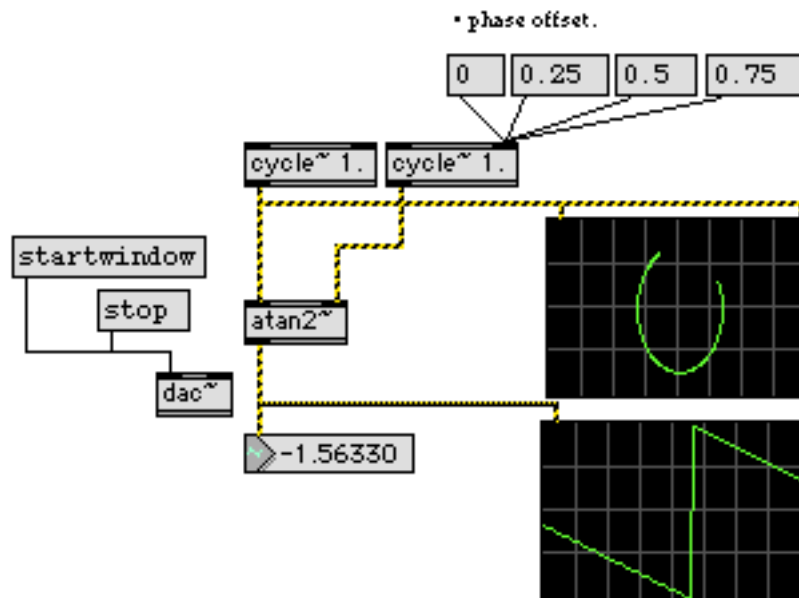 • phase offset.
0 0.25 0.5 0.75
cycle~ 1. cycle~ 1.
startwindow
stop
atan2~
dac~
-1.56330